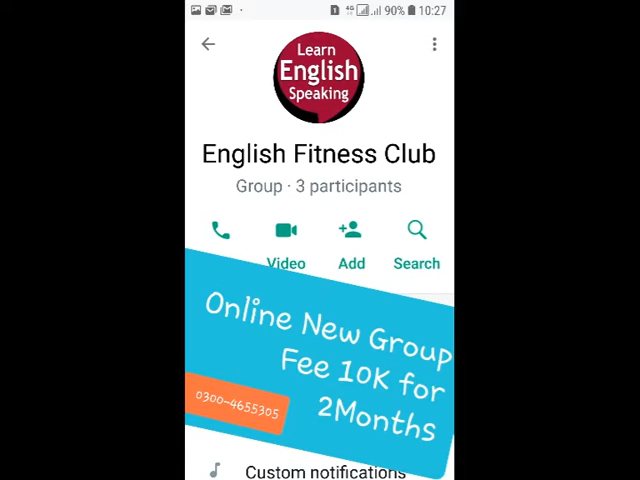 4G 90% 10:27
Learn
English
Speaking
English Fitness Club
Group · 3 participants
Video Add Search
Online New Group
Fee 10K for
2Months
0300-4655305
Custom notifications